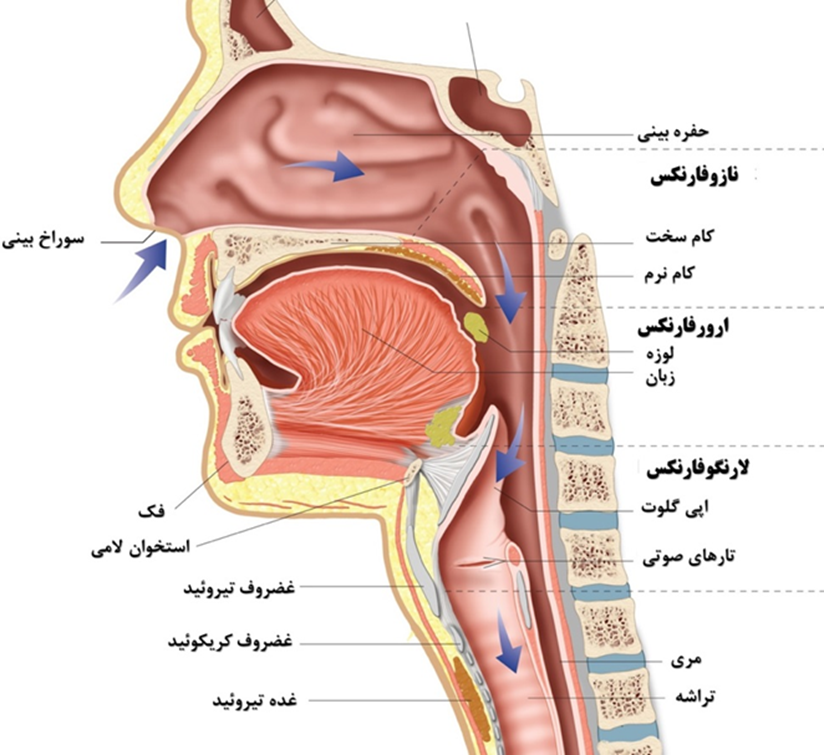 حفره بینی
نازوفارنکس
سوراخ بینی
کام سخت
کام نرم
ارورفارنکس
لوزه
زبان
لارنگوفارنکس
اپی گلوت
فک
استخوان لامی
تارهای صوتی
غضروف تیروئید
غضروف کریکوئید
مری
تراشه
غده تیروئید